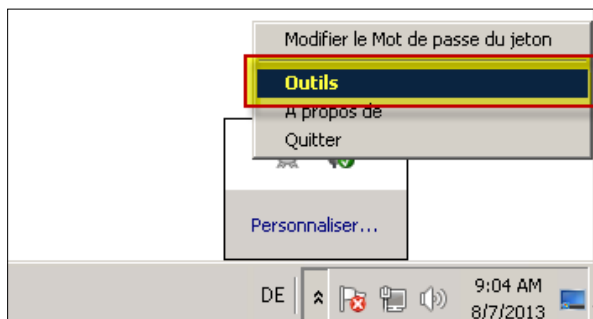 Modifier le Mot de passe du jeton
Outils
A propos de
Quitter
Personnaliser...
DE
9:04 AM
8/7/2013